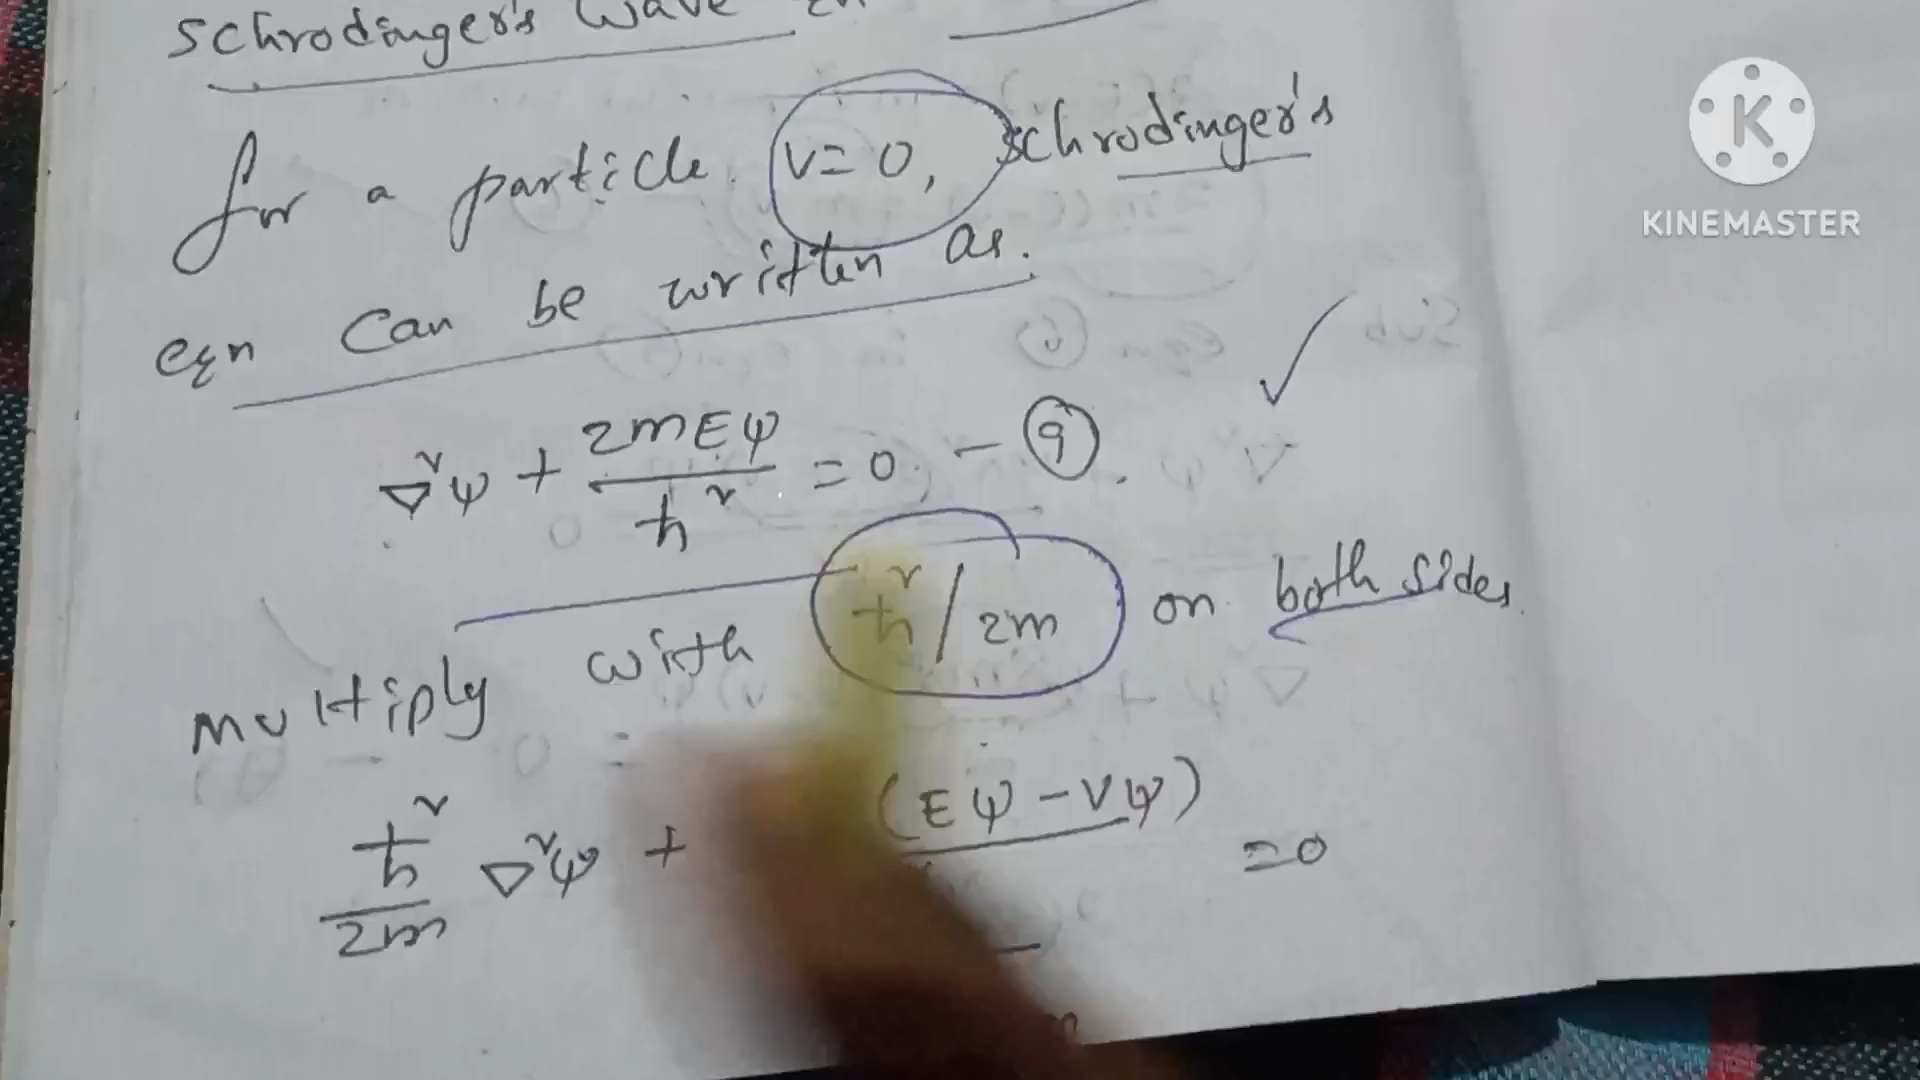 schrodinger's wave
for a particle V=0, schrodinger's
eqn can be written as.
∇²ψ + 2mEψ/ħ² = 0 - ⑨.
multiply with ħ²/2m on both sides
ħ²/2m ∇²ψ + (Eψ - Vψ) =0
K
KINEMASTER